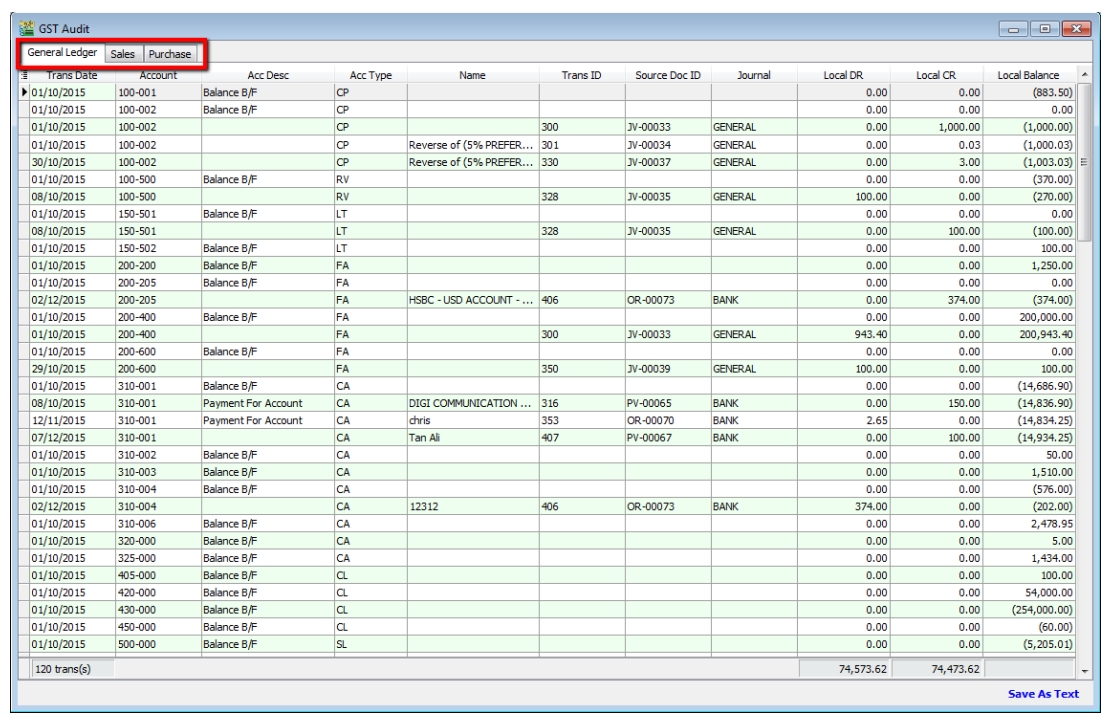 GST Audit
General Ledger Sales Purchase
Trans Date Account Acc Desc Acc Type Name Trans ID Source Doc ID Journal Local DR Local CR Local Balance
01/10/2015 100-001 Balance B/F CP 0.00 0.00 (883.50)
01/10/2015 100-002 Balance B/F CP 0.00 0.00 0.00
01/10/2015 100-002 CP 300 JV-00033 GENERAL 0.00 1,000.00 (1,000.00)
01/10/2015 100-002 CP Reverse of (5% PREFER... 301 JV-00034 GENERAL 0.00 0.03 (1,000.03)
30/10/2015 100-002 CP Reverse of (5% PREFER... 330 JV-00037 GENERAL 0.00 3.00 (1,003.03)
01/10/2015 100-500 Balance B/F RV 0.00 0.00 (370.00)
08/10/2015 100-500 RV 328 JV-00035 GENERAL 100.00 0.00 (270.00)
01/10/2015 150-501 Balance B/F LT 0.00 0.00 0.00
08/10/2015 150-501 LT 328 JV-00035 GENERAL 0.00 100.00 (100.00)
01/10/2015 150-502 Balance B/F LT 0.00 0.00 100.00
01/10/2015 200-200 Balance B/F FA 0.00 0.00 1,250.00
01/10/2015 200-205 Balance B/F FA 0.00 0.00 0.00
02/12/2015 200-205 FA HSBC - USD ACCOUNT - ... 406 OR-00073 BANK 0.00 374.00 (374.00)
01/10/2015 200-400 Balance B/F FA 0.00 0.00 200,000.00
01/10/2015 200-400 FA 300 JV-00033 GENERAL 943.40 0.00 200,943.40
01/10/2015 200-600 Balance B/F FA 0.00 0.00 0.00
29/10/2015 200-600 FA 350 JV-00039 GENERAL 100.00 0.00 100.00
01/10/2015 310-001 Balance B/F CA 0.00 0.00 (14,686.90)
08/10/2015 310-001 Payment For Account CA DIGI COMMUNICATION ... 316 PV-00065 BANK 0.00 150.00 (14,836.90)
12/11/2015 310-001 Payment For Account CA chris 353 OR-00070 BANK 2.65 0.00 (14,834.25)
07/12/2015 310-001 CA Tan Ali 407 PV-00067 BANK 0.00 100.00 (14,934.25)
01/10/2015 310-002 Balance B/F CA 0.00 0.00 50.00
01/10/2015 310-003 Balance B/F CA 0.00 0.00 1,510.00
01/10/2015 310-004 Balance B/F CA 0.00 0.00 (576.00)
02/12/2015 310-004 CA 12312 406 OR-00073 BANK 374.00 0.00 (202.00)
01/10/2015 310-006 Balance B/F CA 0.00 0.00 2,478.95
01/10/2015 320-000 Balance B/F CA 0.00 0.00 5.00
01/10/2015 325-000 Balance B/F CA 0.00 0.00 1,434.00
01/10/2015 405-000 Balance B/F CL 0.00 0.00 100.00
01/10/2015 420-000 Balance B/F CL 0.00 0.00 54,000.00
01/10/2015 430-000 Balance B/F CL 0.00 0.00 (254,000.00)
01/10/2015 450-000 Balance B/F CL 0.00 0.00 (60.00)
01/10/2015 500-000 Balance B/F SL 0.00 0.00 (5,205.01)
120 trans(s) 74,573.62 74,473.62
Save As Text